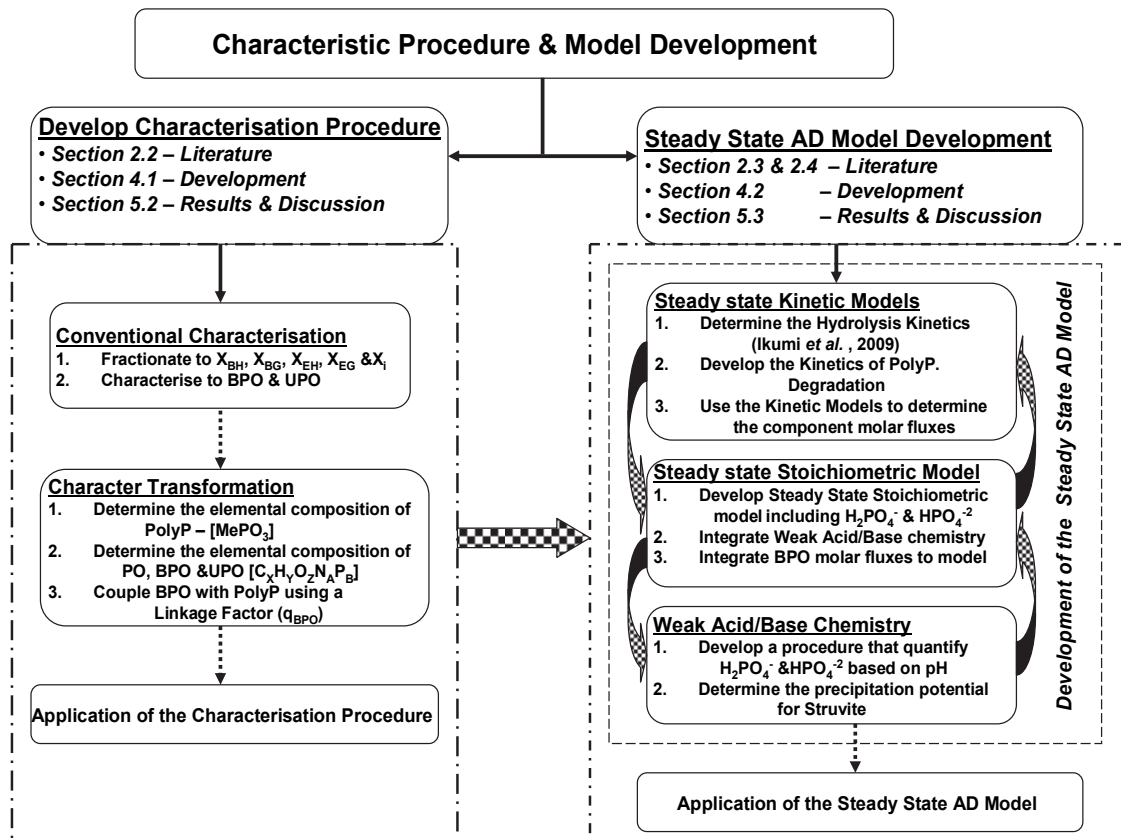 Characteristic Procedure & Model Development
Develop Characterisation Procedure
• Section 2.2 – Literature
• Section 4.1 – Development
• Section 5.2 – Results & Discussion
Conventional Characterisation
1. Fractionate to X_BH, X_BG, X_EH, X_EG &X_i
2. Characterise to BPO & UPO
Character Transformation
1. Determine the elemental composition of
PolyP – [MePO₃]
2. Determine the elemental composition of
PO, BPO &UPO [C_XH_YO_ZN_AP_B]
3. Couple BPO with PolyP using a
Linkage Factor (q_BPO)
Application of the Characterisation Procedure
Steady State AD Model Development
• Section 2.3 & 2.4 – Literature
• Section 4.2 – Development
• Section 5.3 – Results & Discussion
Steady state Kinetic Models
1. Determine the Hydrolysis Kinetics
(Ikumi et al. , 2009)
2. Develop the Kinetics of PolyP.
Degradation
3. Use the Kinetic Models to determine
the component molar fluxes
Steady state Stoichiometric Model
1. Develop Steady State Stoichiometric
model including H₂PO₄⁻ & HPO₄⁻²
2. Integrate Weak Acid/Base chemistry
3. Integrate BPO molar fluxes to model
Weak Acid/Base Chemistry
1. Develop a procedure that quantify
H₂PO₄⁻ &HPO₄⁻² based on pH
2. Determine the precipitation potential
for Struvite
Development of the Steady State AD Model
Application of the Steady State AD Model